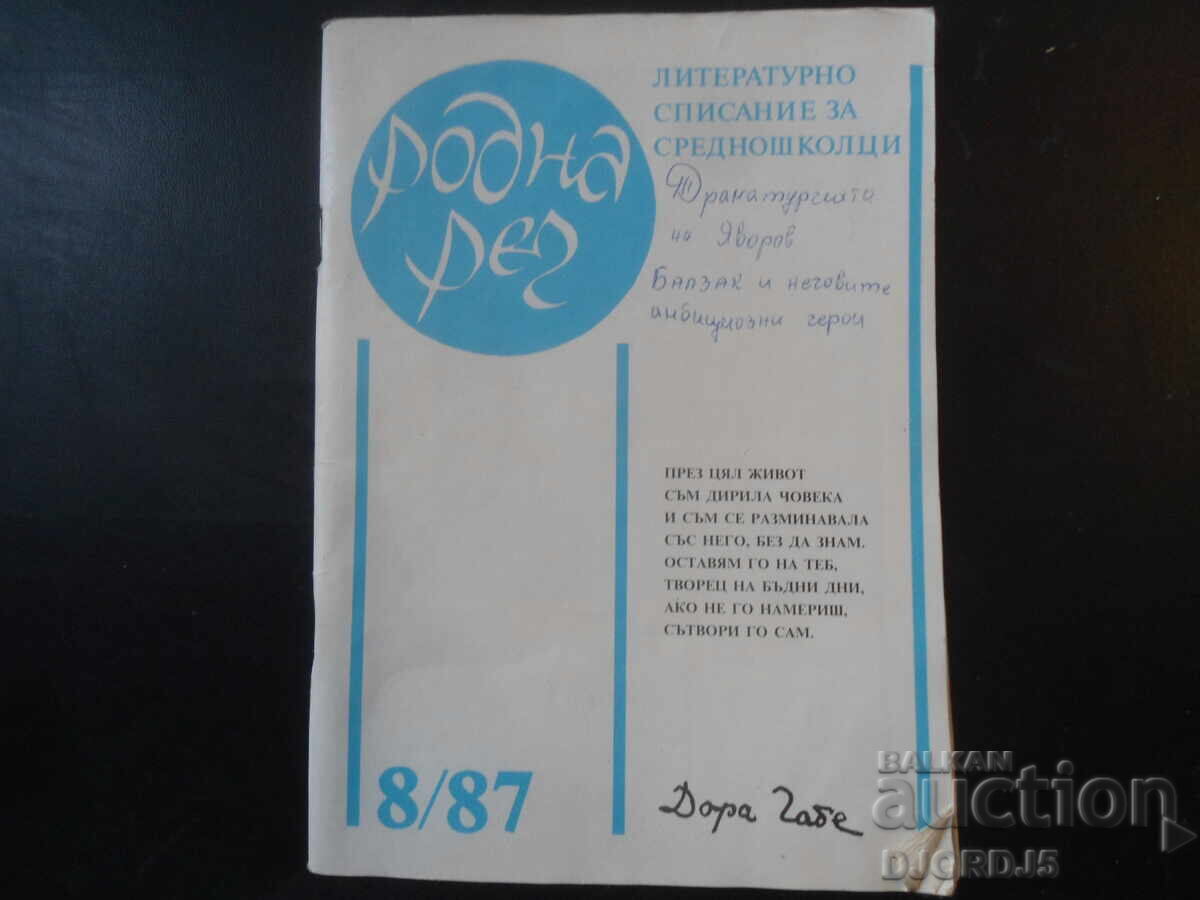 родна
реч
ЛИТЕРАТУРНО
СПИСАНИЕ ЗА
СРЕДНОШКОЛЦИ
Драматургията
на Яворов
Балзак и неговите
амбициозни герои
ПРЕЗ ЦЯЛ ЖИВОТ
СЪМ ДИРИЛА ЧОВЕКА
И СЪМ СЕ РАЗМИНАВАЛА
СЪС НЕГО, БЕЗ ДА ЗНАМ.
ОСТАВЯМ ГО НА ТЕБ,
ТВОРЕЦ НА БЪДНИ ДНИ,
АКО НЕ ГО НАМЕРИШ,
СЪТВОРИ ГО САМ.
8/87
Дора Габе
BALKAN
auction
DJORDJ5